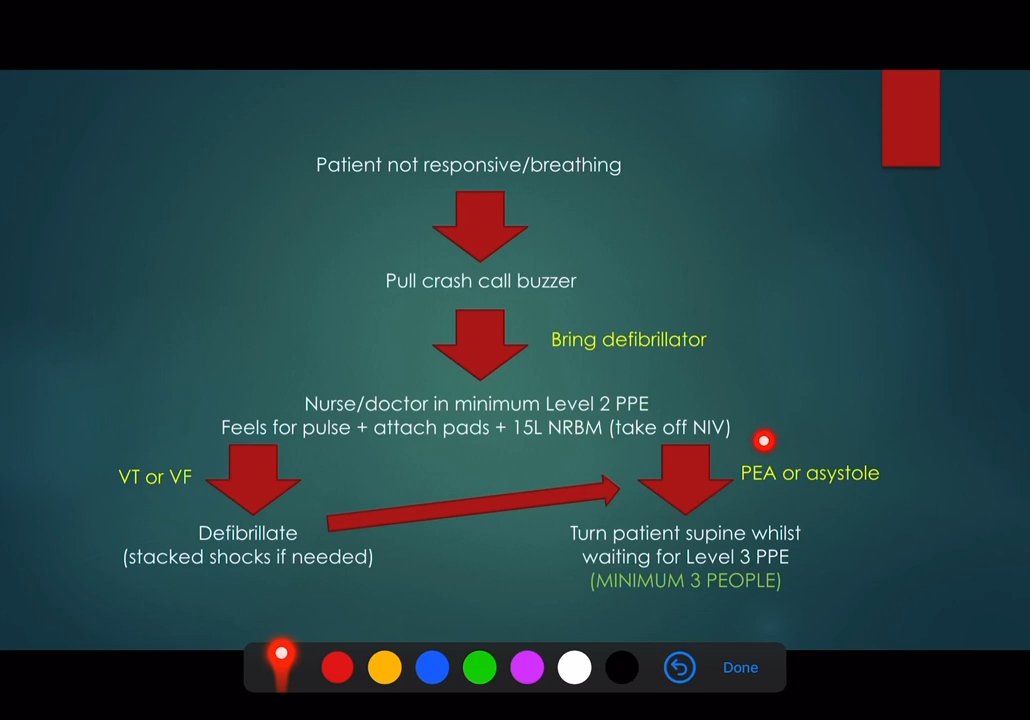 Patient not responsive/breathing
Pull crash call buzzer
Bring defibrillator
Nurse/doctor in minimum Level 2 PPE
Feels for pulse + attach pads + 15L NRBM (take off NIV)
VT or VF
PEA or asystole
Defibrillate
(stacked shocks if needed)
Turn patient supine whilst
waiting for Level 3 PPE
(MINIMUM 3 PEOPLE)
Done